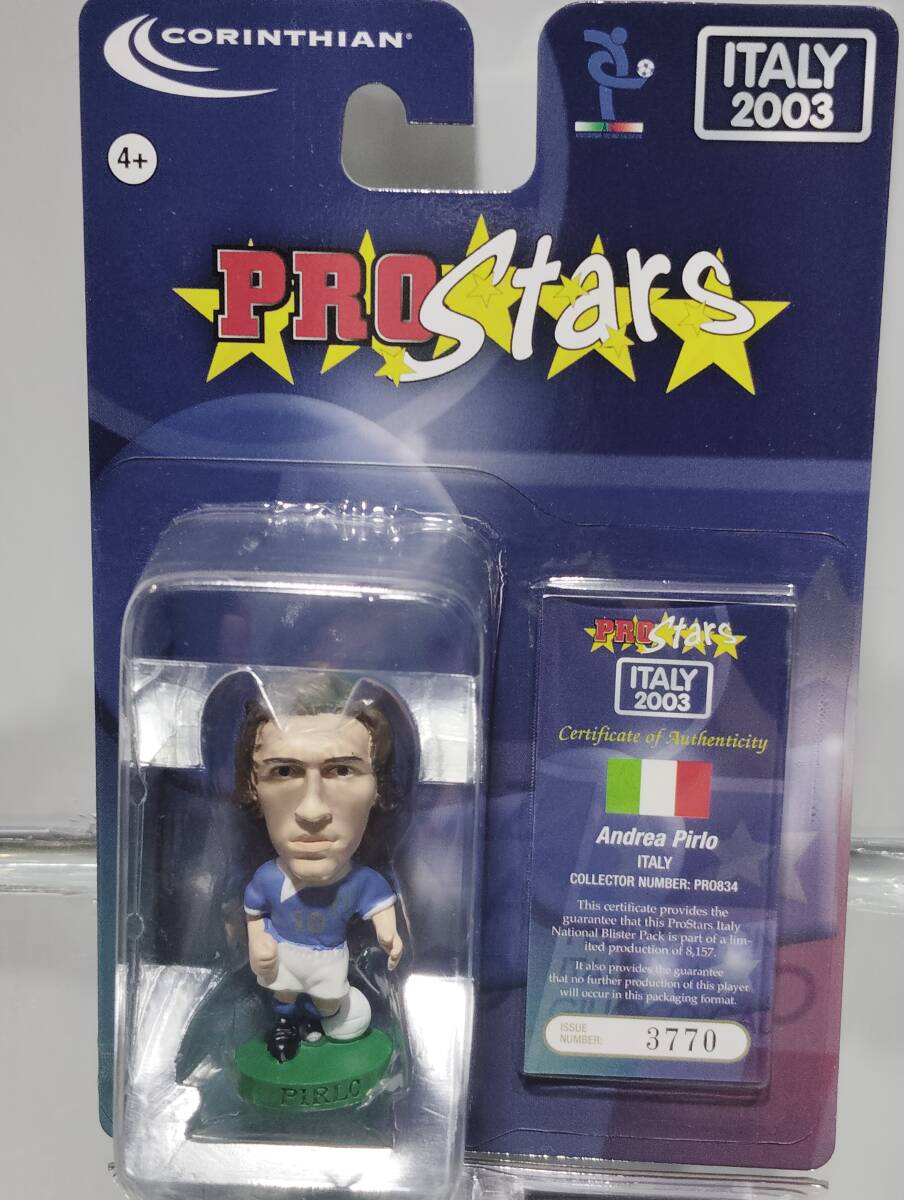 CORINTHIAN®
ITALY
2003
4+
PROStars
PROStars
ITALY
2003
Certificate of Authenticity
Andrea Pirlo
ITALY
COLLECTOR NUMBER: PRO834
This certificate provides the
guarantee that this ProStars Italy
National Blister Pack is part of a lim-
ited production of 8,157.
It also provides the guarantee
that no further production of this player
will occur in this packaging format.
ISSUE
NUMBER:
3770
10
PIRLO